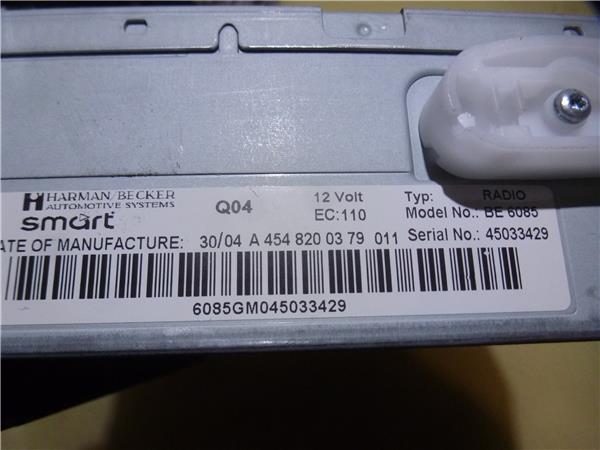 HARMAN/BECKER
AUTOMOTIVE SYSTEMS
smart
Q04
12 Volt
EC:110
Typ: RADIO
Model No.: BE 6085
ATE OF MANUFACTURE: 30/04 A 454 820 03 79 011 Serial No.: 45033429
6085GM045033429